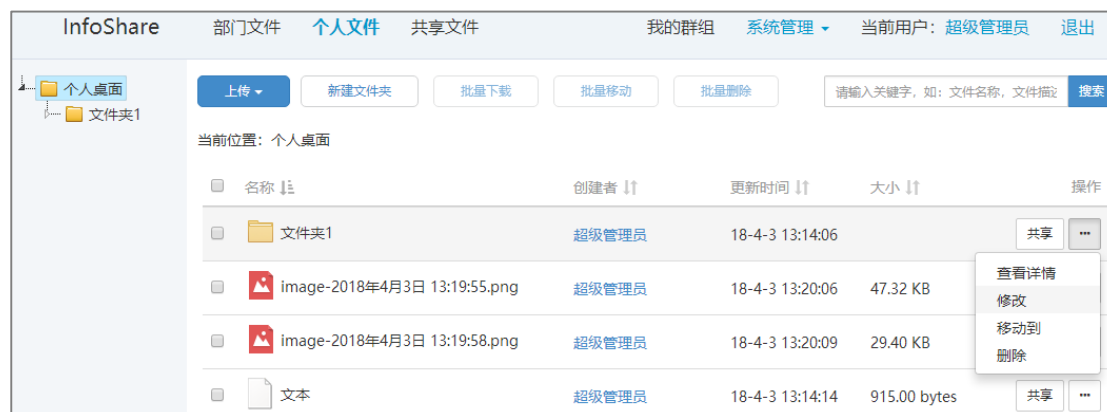 InfoShare 部门文件 个人文件 共享文件 我的群组 系统管理 当前用户：超级管理员 退出
个人桌面
文件夹1
上传 新建文件夹 批量下载 批量移动 批量删除 请输入关键字，如：文件名称，文件描述 搜索
当前位置：个人桌面
名称 创建者 更新时间 大小 操作
文件夹1 超级管理员 18-4-3 13:14:06 共享 ...
image-2018年4月3日 13:19:55.png 超级管理员 18-4-3 13:20:06 47.32 KB
image-2018年4月3日 13:19:58.png 超级管理员 18-4-3 13:20:09 29.40 KB
文本 超级管理员 18-4-3 13:14:14 915.00 bytes 共享 ...
查看详情
修改
移动到
删除